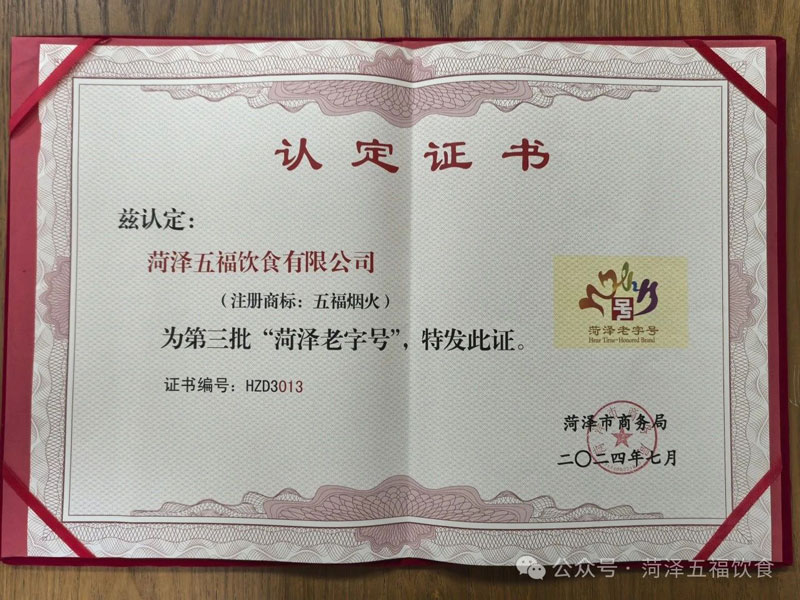 认定证书
兹认定：
菏泽五福饮食有限公司
（注册商标：五福烟火）
为第三批“菏泽老字号”，特发此证。
证书编号：HZD3013
号
菏泽老字号
Heze Time-Honored Brand
菏泽市商务局
二〇二四年七月
公众号·菏泽五福饮食